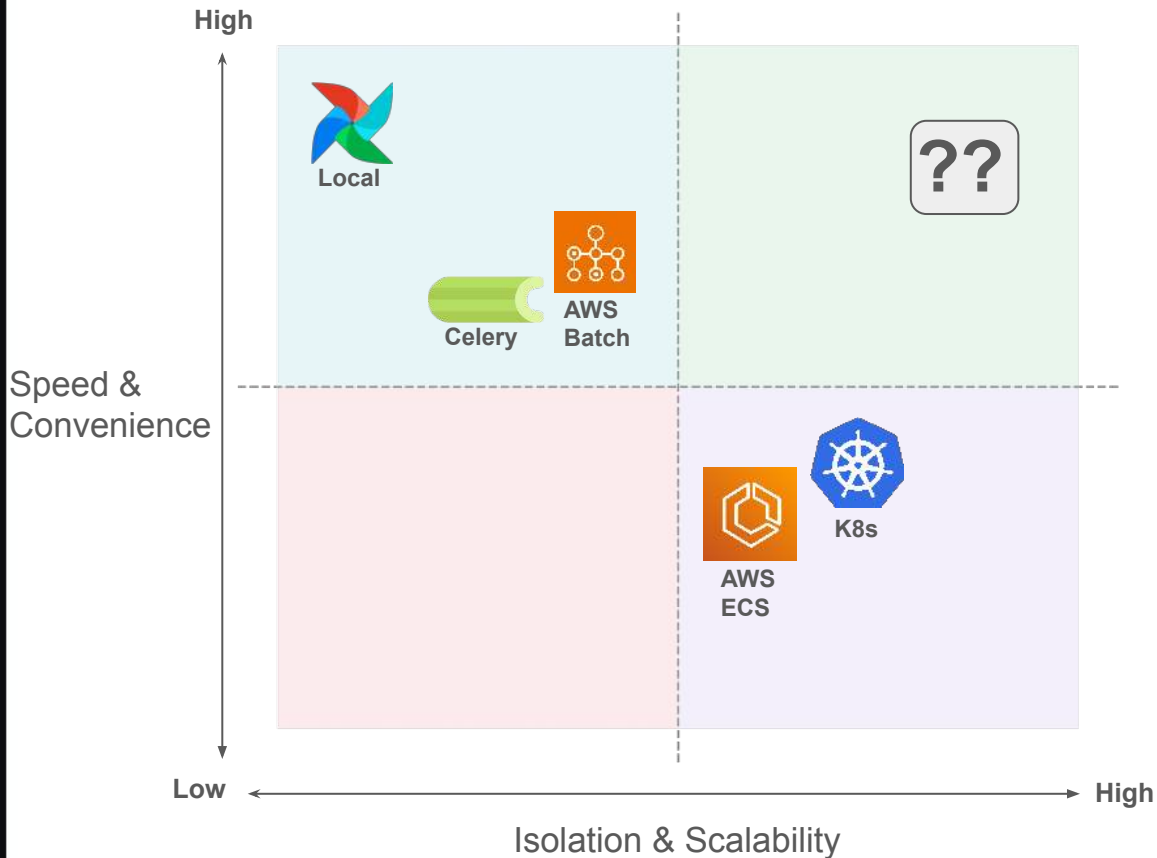 High
Local
??
Celery
AWS
Batch
Speed &
Convenience
K8s
AWS
ECS
Low
High
Isolation & Scalability